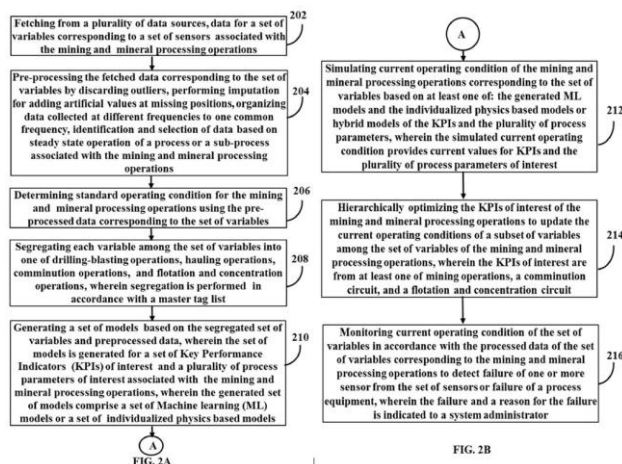 202
Fetching from a plurality of data sources, data for a set of
variables corresponding to a set of sensors associated with
the mining and mineral processing operations
204
Pre-processing the fetched data corresponding to the set of
variables by discarding outliers, performing imputation
for adding artificial values at missing positions, organizing
data collected at different frequencies to one common
frequency, identification and selection of data based on
steady state operation of a process or a sub-process
associated with the mining and mineral processing
operations
206
Determining standard operating condition for the mining
and mineral processing operations using the pre-
processed data corresponding to the set of variables
208
Segregating each variable among the set of variables into
one of drilling-blasting operations, hauling operations,
comminution operations, and flotation and concentration
operations, wherein segregation is performed in
accordance with a master tag list
210
Generating a set of models based on the segregated set of
variables and preprocessed data, wherein the set of
models is generated for a set of Key Performance
Indicators (KPIs) of interest and a plurality of process
parameters of interest associated with the mining and
mineral processing operations, wherein the generated set
of models comprise a set of Machine learning (ML)
models or a set of individualized physics based models
A
FIG. 2A
A
Simulating current operating condition of the mining and
mineral processing operations corresponding to the set of
variables based on at least one of: the generated ML
models and the individualized physics based models or
hybrid models of the KPIs and the plurality of process
parameters, wherein the simulated current operating
condition provides current values for KPIs and the
plurality of process parameters of interest
212
Hierarchically optimizing the KPIs of interest of the
mining and mineral processing operations to update the
current operating conditions of a subset of variables
among the set of variables of the mining and mineral
processing operations, wherein the KPIs of interest are
from at least one of mining operations, a comminution
circuit, and a flotation and concentration circuit
214
Monitoring current operating condition of the set of
variables in accordance with the processed data of the
set of variables corresponding to the mining and mineral
processing operations to detect failure of one or more
sensor from the set of sensors or failure of a process
equipment, wherein the failure and a reason for the failure
is indicated to a system administrator
216
FIG. 2B